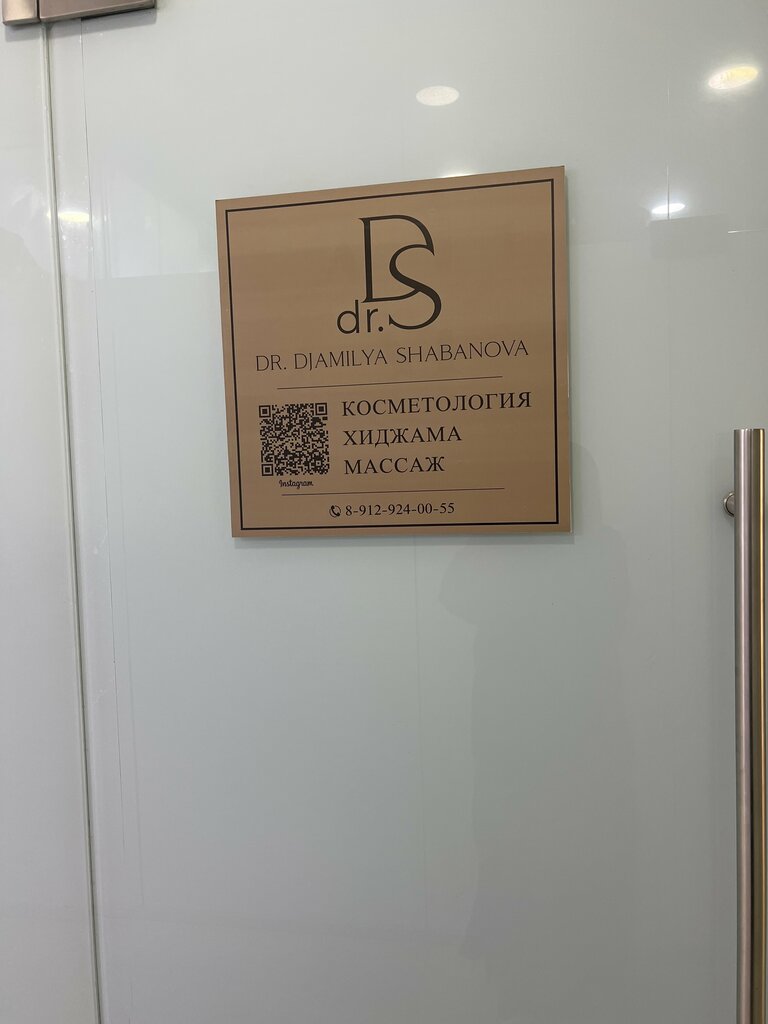 DS
dr.
DR. DJAMILYA SHABANOVA
КОСМЕТОЛОГИЯ
ХИДЖАМА
МАССАЖ
Instagram
8-912-924-00-55